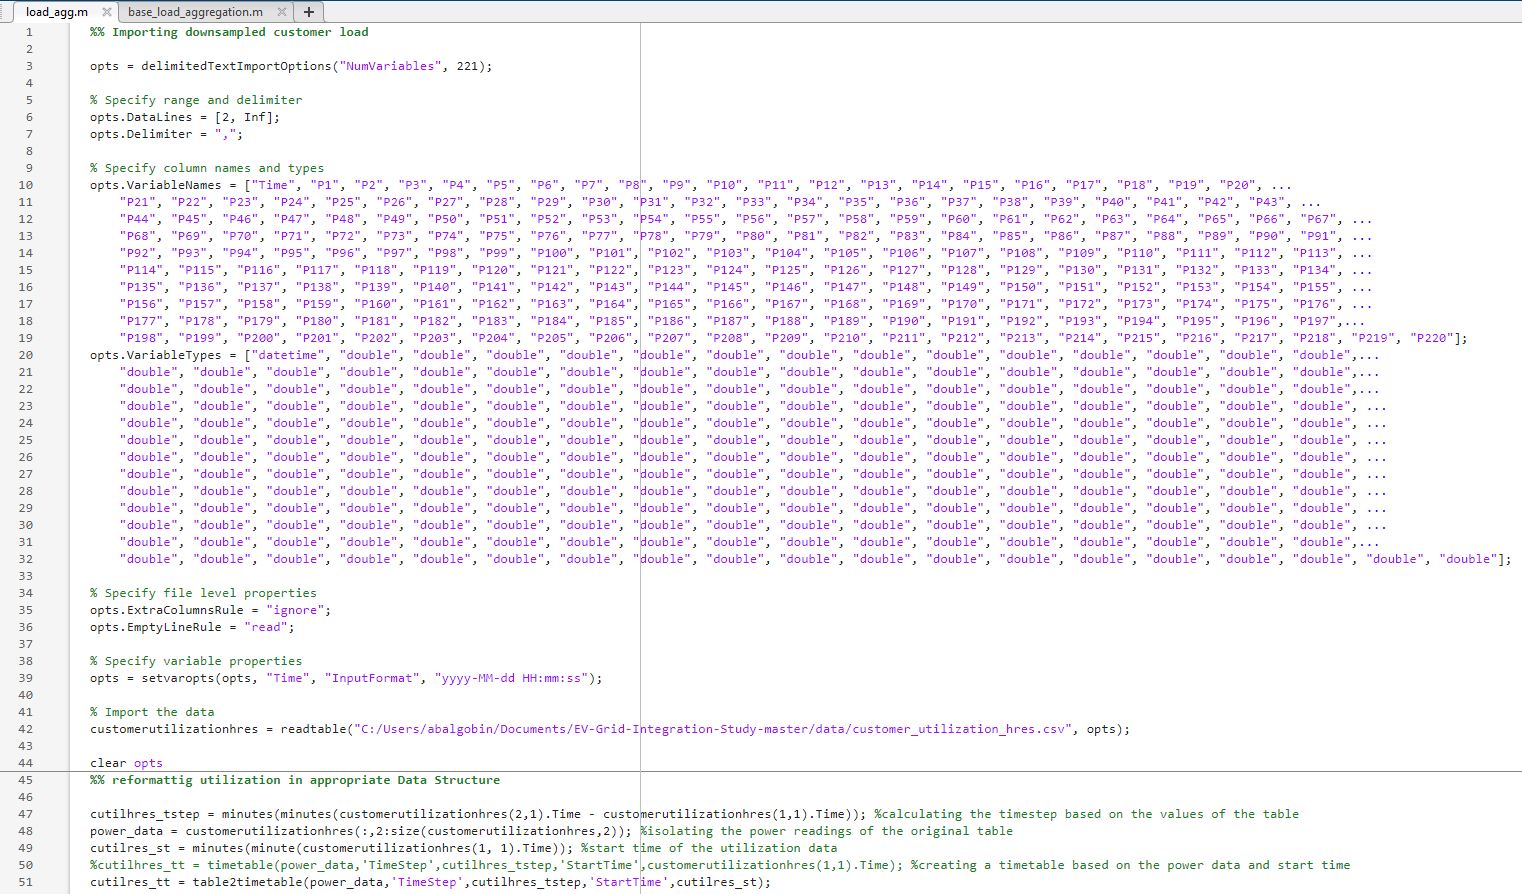 load_agg.m × base_load_aggregation.m × +
1 %% Importing downsampled customer load
2
3 opts = delimitedTextImportOptions("NumVariables", 221);
4
5 % Specify range and delimiter
6 opts.DataLines = [2, Inf];
7 opts.Delimiter = ",";
8
9 % Specify column names and types
10 opts.VariableNames = ["Time", "P1", "P2", "P3", "P4", "P5", "P6", "P7", "P8", "P9", "P10", "P11", "P12", "P13", "P14", "P15", "P16", "P17", "P18", "P19", "P20", ...
11 "P21", "P22", "P23", "P24", "P25", "P26", "P27", "P28", "P29", "P30", "P31", "P32", "P33", "P34", "P35", "P36", "P37", "P38", "P39", "P40", "P41", "P42", "P43", ...
12 "P44", "P45", "P46", "P47", "P48", "P49", "P50", "P51", "P52", "P53", "P54", "P55", "P56", "P57", "P58", "P59", "P60", "P61", "P62", "P63", "P64", "P65", "P66", "P67", ...
13 "P68", "P69", "P70", "P71", "P72", "P73", "P74", "P75", "P76", "P77", "P78", "P79", "P80", "P81", "P82", "P83", "P84", "P85", "P86", "P87", "P88", "P89", "P90", "P91", ...
14 "P92", "P93", "P94", "P95", "P96", "P97", "P98", "P99", "P100", "P101", "P102", "P103", "P104", "P105", "P106", "P107", "P108", "P109", "P110", "P111", "P112", "P113", ...
15 "P114", "P115", "P116", "P117", "P118", "P119", "P120", "P121", "P122", "P123", "P124", "P125", "P126", "P127", "P128", "P129", "P130", "P131", "P132", "P133", "P134", ...
16 "P135", "P136", "P137", "P138", "P139", "P140", "P141", "P142", "P143", "P144", "P145", "P146", "P147", "P148", "P149", "P150", "P151", "P152", "P153", "P154", "P155", ...
17 "P156", "P157", "P158", "P159", "P160", "P161", "P162", "P163", "P164", "P165", "P166", "P167", "P168", "P169", "P170", "P171", "P172", "P173", "P174", "P175", "P176", ...
18 "P177", "P178", "P179", "P180", "P181", "P182", "P183", "P184", "P185", "P186", "P187", "P188", "P189", "P190", "P191", "P192", "P193", "P194", "P195", "P196", "P197",...
19 "P198", "P199", "P200", "P201", "P202", "P203", "P204", "P205", "P206", "P207", "P208", "P209", "P210", "P211", "P212", "P213", "P214", "P215", "P216", "P217", "P218", "P219", "P220"];
20 opts.VariableTypes = ["datetime", "double", "double", "double", "double", "double", "double", "double", "double", "double", "double", "double", "double", "double", "double",...
21 "double", "double", "double", "double", "double", "double", "double", "double", "double", "double", "double", "double", "double", "double", "double", "double", "double",...
22 "double", "double", "double", "double", "double", "double", "double", "double", "double", "double", "double", "double", "double", "double", "double", "double", "double",...
23 "double", "double", "double", "double", "double", "double", "double", "double", "double", "double", "double", "double", "double", "double", "double", "double", "double", ...
24 "double", "double", "double", "double", "double", "double", "double", "double", "double", "double", "double", "double", "double", "double", "double", "double", "double", ...
25 "double", "double", "double", "double", "double", "double", "double", "double", "double", "double", "double", "double", "double", "double", "double", "double", "double", ...
26 "double", "double", "double", "double", "double", "double", "double", "double", "double", "double", "double", "double", "double", "double", "double", "double", "double", ...
27 "double", "double", "double", "double", "double", "double", "double", "double", "double", "double", "double", "double", "double", "double", "double", "double", "double", ...
28 "double", "double", "double", "double", "double", "double", "double", "double", "double", "double", "double", "double", "double", "double", "double", "double", "double", ...
29 "double", "double", "double", "double", "double", "double", "double", "double", "double", "double", "double", "double", "double", "double", "double", "double", "double", ...
30 "double", "double", "double", "double", "double", "double", "double", "double", "double", "double", "double", "double", "double", "double", "double", "double", "double", ...
31 "double", "double", "double", "double", "double", "double", "double", "double", "double", "double", "double", "double", "double", "double", "double", "double", "double",...
32 "double", "double", "double", "double", "double", "double", "double", "double", "double", "double", "double", "double", "double", "double", "double", "double", "double", "double", "double"];
33
34 % Specify file level properties
35 opts.ExtraColumnsRule = "ignore";
36 opts.EmptyLineRule = "read";
37
38 % Specify variable properties
39 opts = setvaropts(opts, "Time", "InputFormat", "yyyy-MM-dd HH:mm:ss");
40
41 % Import the data
42 customerutilizationhres = readtable("C:/Users/abalgobin/Documents/EV-Grid-Integration-Study-master/data/customer_utilization_hres.csv", opts);
43
44 clear opts
45 %% reformattig utilization in appropriate Data Structure
46
47 cutilhres_tstep = minutes(minutes(customerutilizationhres(2,1).Time - customerutilizationhres(1,1).Time)); %calculating the timestep based on the values of the table
48 power_data = customerutilizationhres(:,2:size(customerutilizationhres,2)); %isolating the power readings of the original table
49 cutilres_st = minutes(minute(customerutilizationhres(1, 1).Time)); %start time of the utilization data
50 %cutilhres_tt = timetable(power_data,'TimeStep',cutilhres_tstep,'StartTime',customerutilizationhres(1,1).Time); %creating a timetable based on the power data and start time
51 cutilres_tt = table2timetable(power_data,'TimeStep',cutilhres_tstep,'StartTime',cutilres_st);